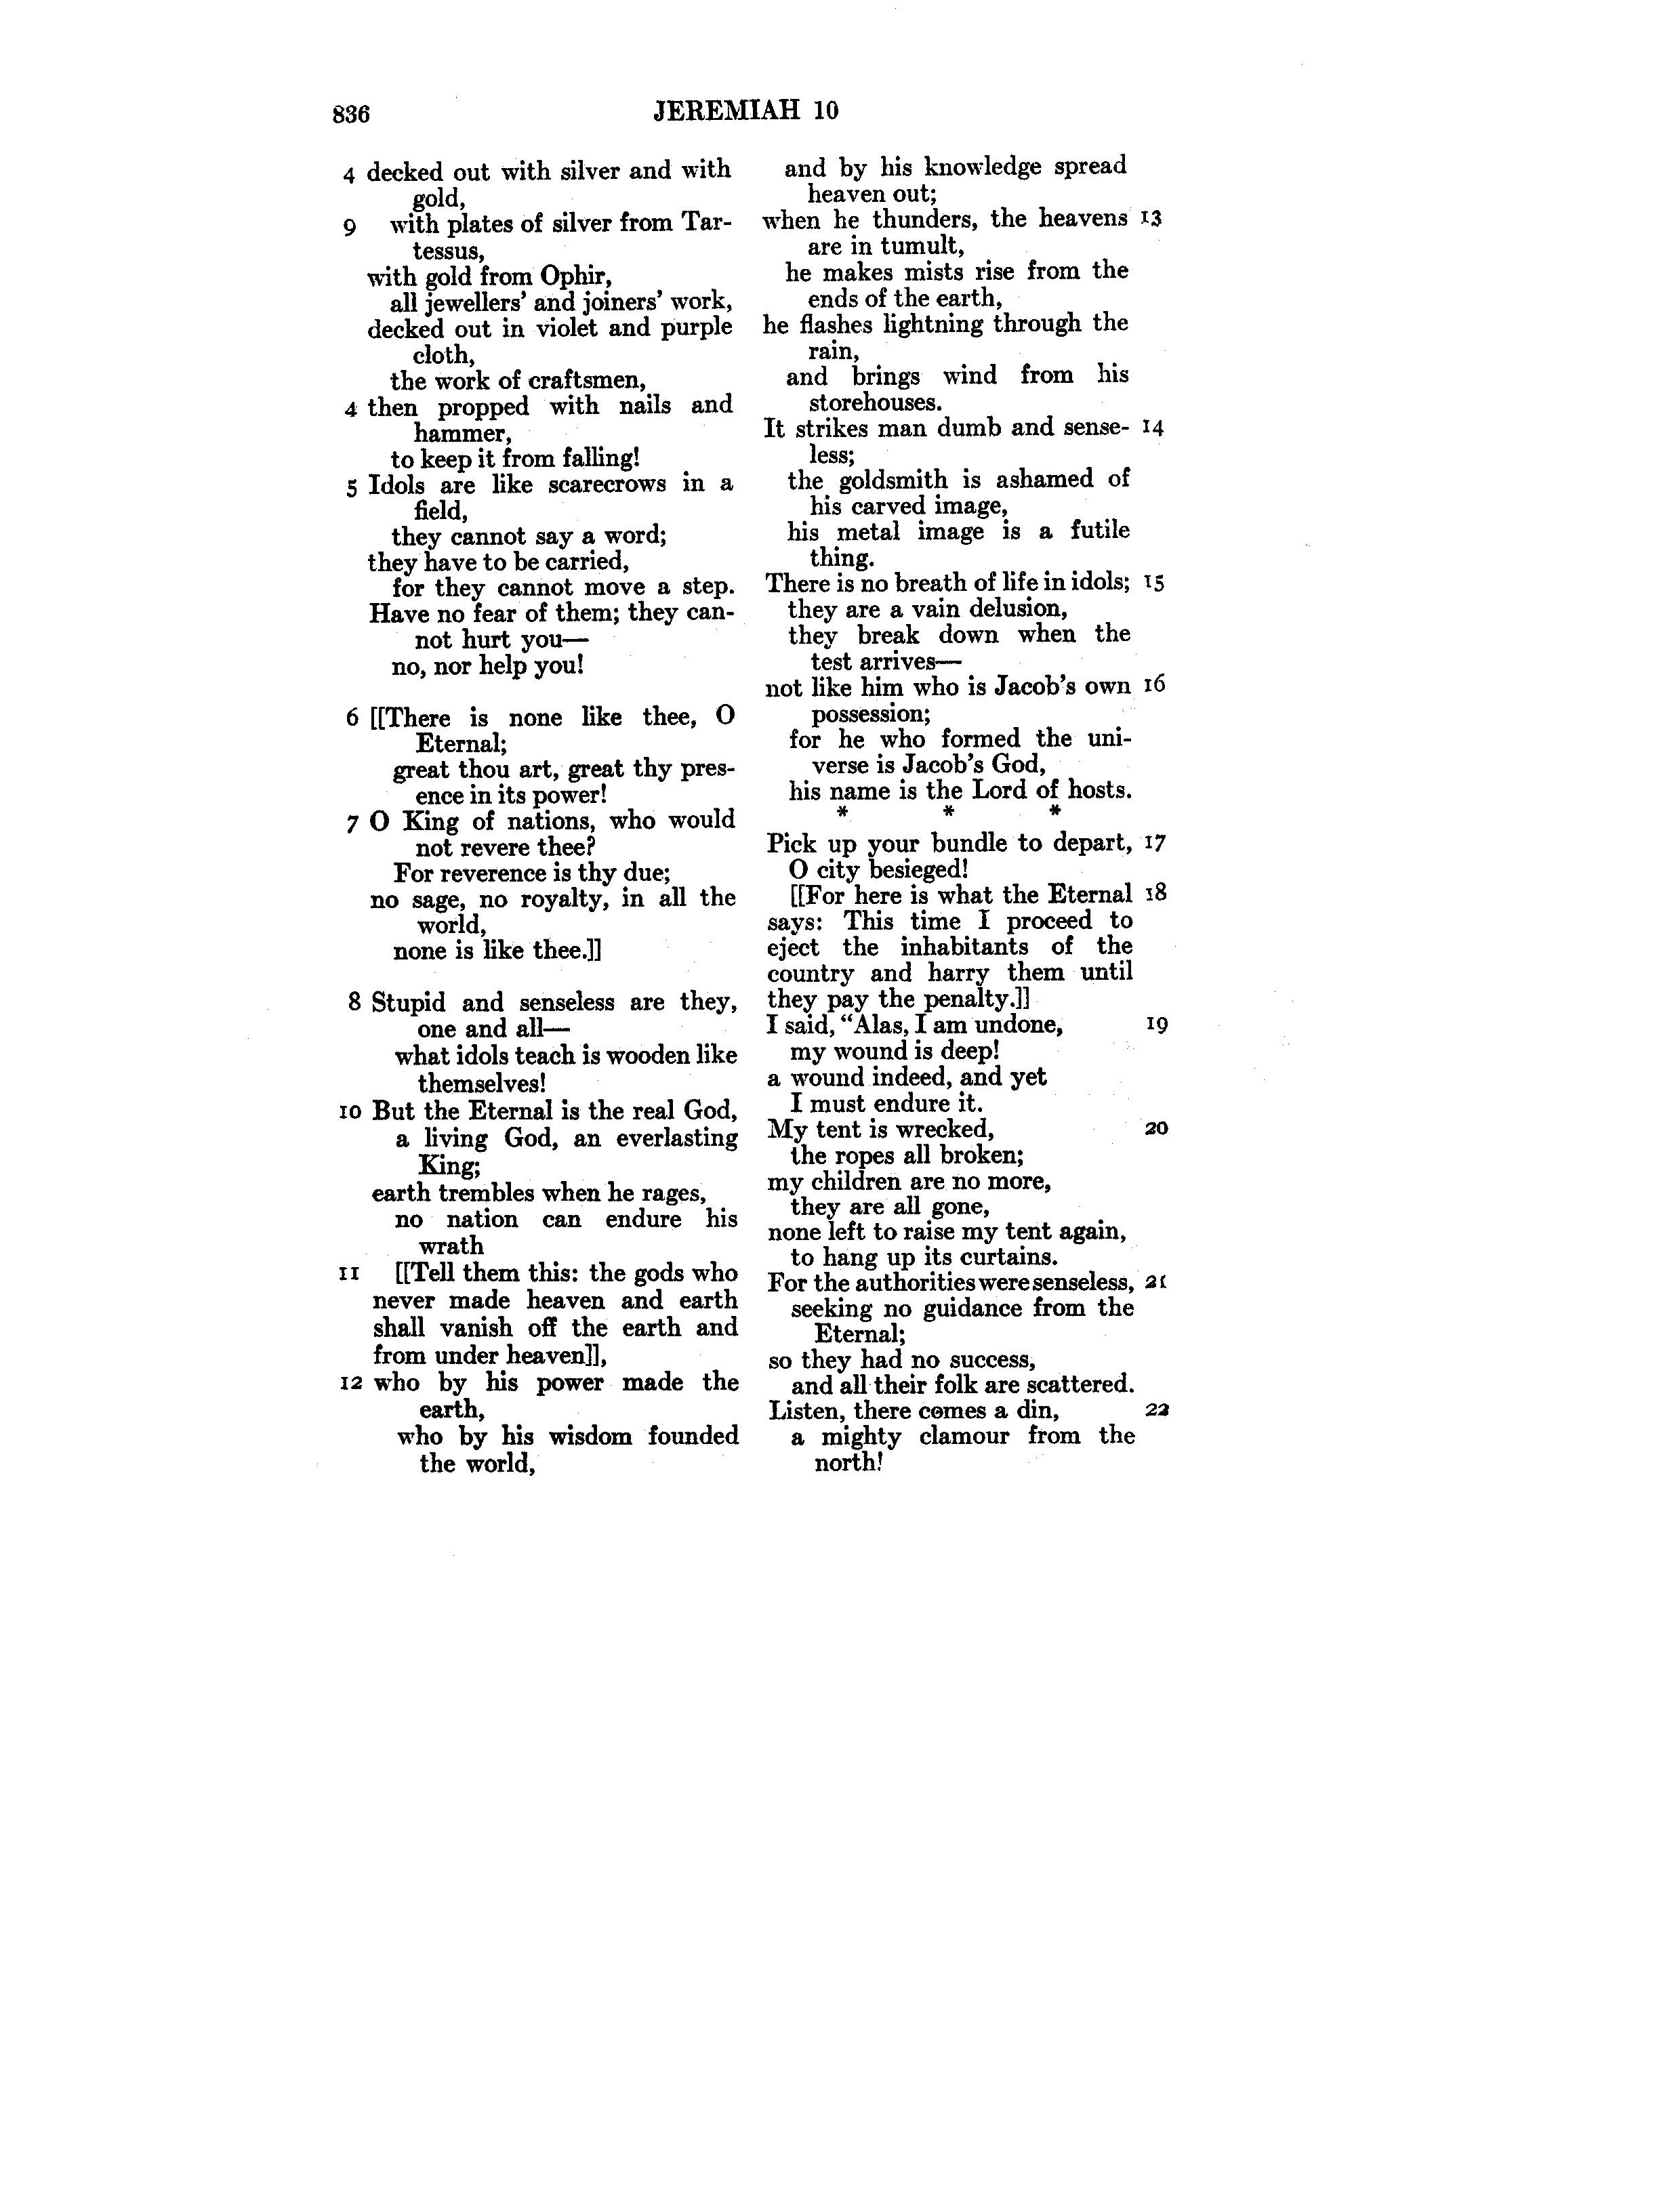 836
JEREMIAH 10
4 decked out with silver and with
gold,
9 with plates of silver from Tar-
tessus,
with gold from Ophir,
all jewellers' and joiners' work,
decked out in violet and purple
cloth,
the work of craftsmen,
4 then propped with nails and
hammer,
to keep it from falling!
5 Idols are like scarecrows in a
field,
they cannot say a word;
they have to be carried,
for they cannot move a step.
Have no fear of them; they can-
not hurt you—
no, nor help you!
6 [[There is none like thee, O
Eternal;
great thou art, great thy pres-
ence in its power!
7 O King of nations, who would
not revere thee?
For reverence is thy due;
no sage, no royalty, in all the
world,
none is like thee.]]
8 Stupid and senseless are they,
one and all—
what idols teach is wooden like
themselves!
10 But the Eternal is the real God,
a living God, an everlasting
King;
earth trembles when he rages,
no nation can endure his
wrath
11 [[Tell them this: the gods who
never made heaven and earth
shall vanish off the earth and
from under heaven]],
12 who by his power made the
earth,
who by his wisdom founded
the world,
and by his knowledge spread
heaven out;
when he thunders, the heavens 13
are in tumult,
he makes mists rise from the
ends of the earth,
he flashes lightning through the
rain,
and brings wind from his
storehouses.
It strikes man dumb and sense- 14
less;
the goldsmith is ashamed of
his carved image,
his metal image is a futile
thing.
There is no breath of life in idols; 15
they are a vain delusion,
they break down when the
test arrives—
not like him who is Jacob's own 16
possession;
for he who formed the uni-
verse is Jacob's God,
his name is the Lord of hosts.
* * *
Pick up your bundle to depart, 17
O city besieged!
[[For here is what the Eternal 18
says: This time I proceed to
eject the inhabitants of the
country and harry them until
they pay the penalty.]]
I said, "Alas, I am undone, 19
my wound is deep!
a wound indeed, and yet
I must endure it.
My tent is wrecked, 20
the ropes all broken;
my children are no more,
they are all gone,
none left to raise my tent again,
to hang up its curtains.
For the authorities were senseless, 21
seeking no guidance from the
Eternal;
so they had no success,
and all their folk are scattered.
Listen, there comes a din, 22
a mighty clamour from the
north!